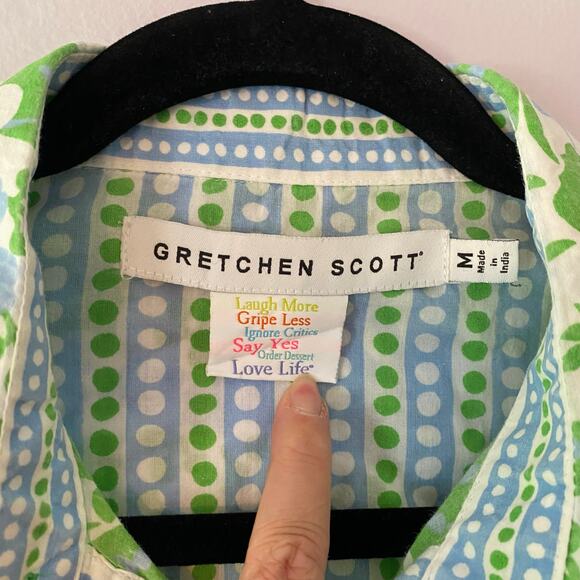 GRETCHEN SCOTT®
M
Made
in
India
Laugh More
Gripe Less
Ignore Critics
Say Yes
Order Dessert
Love Life®